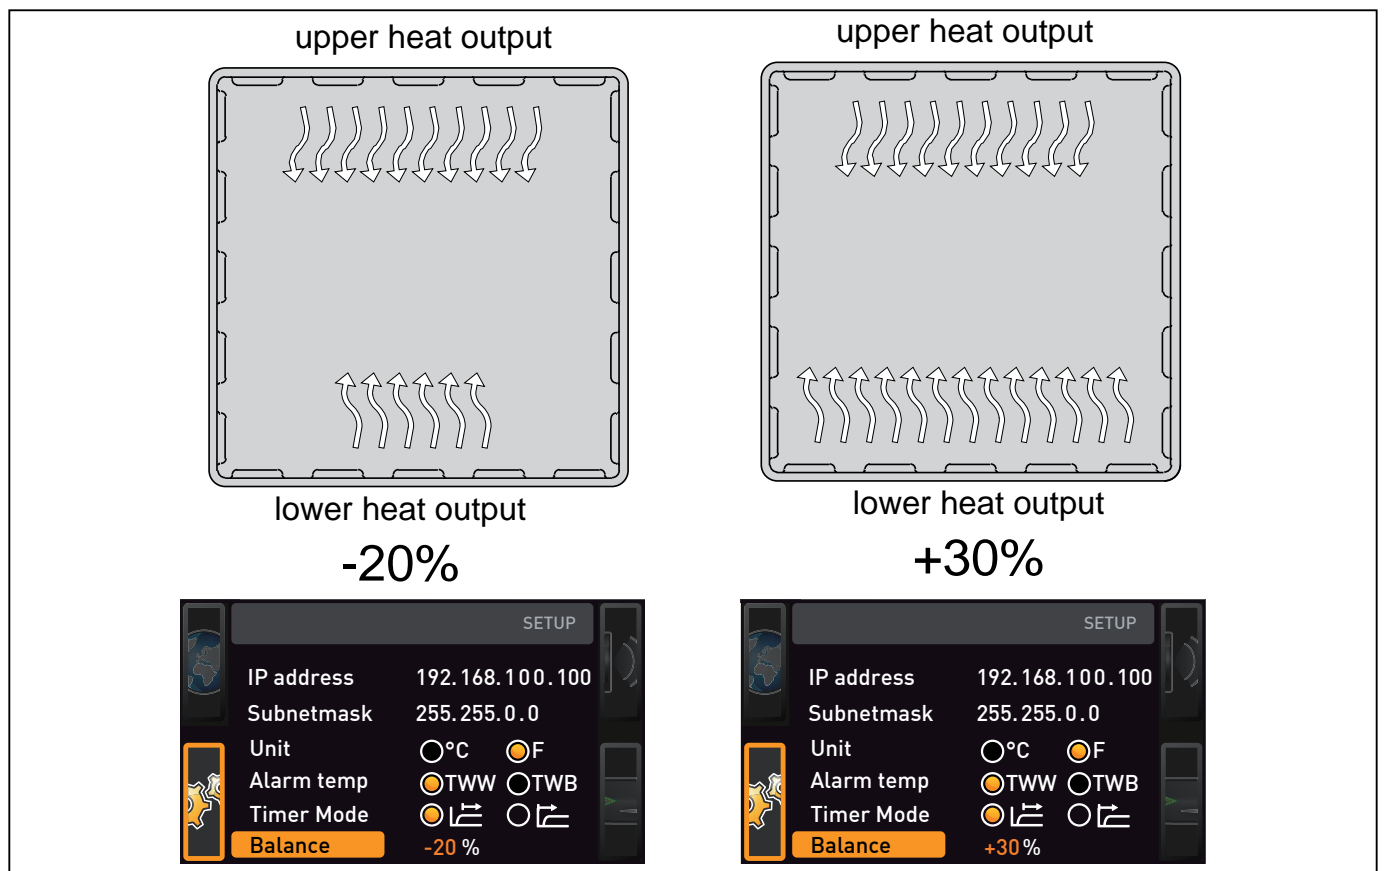 upper heat output
upper heat output
lower heat output
-20%
lower heat output
+30%
SETUP
IP address 192.168.100.100
Subnetmask 255.255.0.0
Unit °C F
Alarm temp TWW TWB
Timer Mode
Balance -20 %
SETUP
IP address 192.168.100.100
Subnetmask 255.255.0.0
Unit °C F
Alarm temp TWW TWB
Timer Mode
Balance +30 %